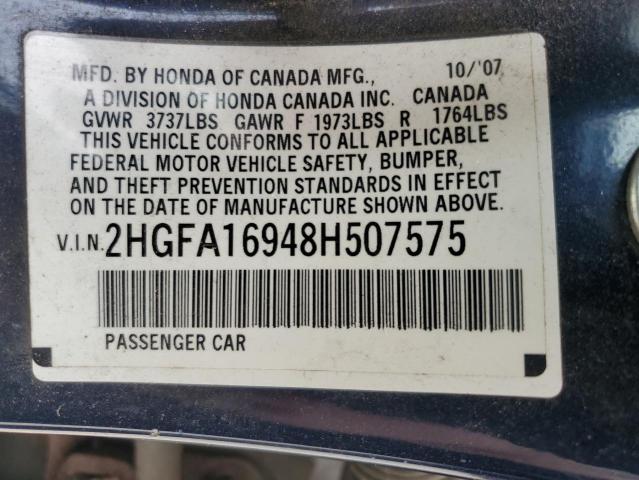 MFD. BY HONDA OF CANADA MFG., 10/'07
A DIVISION OF HONDA CANADA INC. CANADA
GVWR 3737LBS GAWR F 1973LBS R 1764LBS
THIS VEHICLE CONFORMS TO ALL APPLICABLE
FEDERAL MOTOR VEHICLE SAFETY, BUMPER,
AND THEFT PREVENTION STANDARDS IN EFFECT
ON THE DATE OF MANUFACTURE SHOWN ABOVE.
V.I.N. 2HGFA16948H507575
PASSENGER CAR